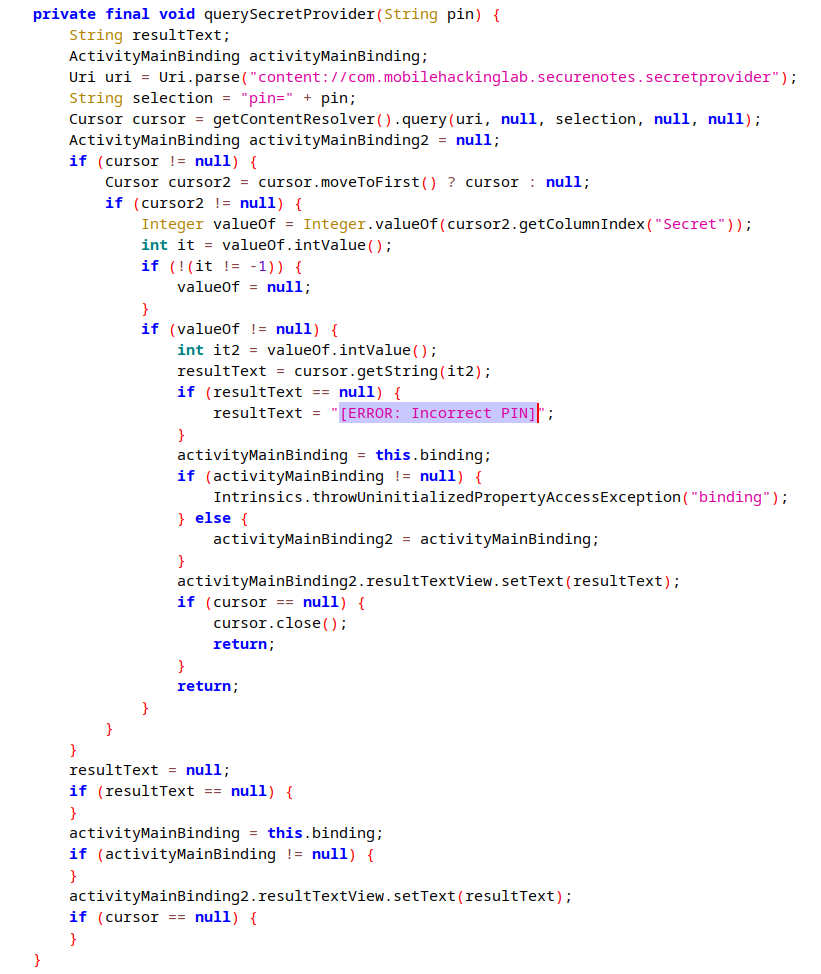 private final void querySecretProvider(String pin) {
    String resultText;
    ActivityMainBinding activityMainBinding;
    Uri uri = Uri.parse("content://com.mobilehackinglab.securenotes.secretprovider");
    String selection = "pin=" + pin;
    Cursor cursor = getContentResolver().query(uri, null, selection, null, null);
    ActivityMainBinding activityMainBinding2 = null;
    if (cursor != null) {
        Cursor cursor2 = cursor.moveToFirst() ? cursor : null;
        if (cursor2 != null) {
            Integer valueOf = Integer.valueOf(cursor2.getColumnIndex("Secret"));
            int it = valueOf.intValue();
            if (!(it != -1)) {
                valueOf = null;
            }
            if (valueOf != null) {
                int it2 = valueOf.intValue();
                resultText = cursor.getString(it2);
                if (resultText == null) {
                    resultText = "[ERROR: Incorrect PIN]";
                }
                activityMainBinding = this.binding;
                if (activityMainBinding != null) {
                    Intrinsics.throwUninitializedPropertyAccessException("binding");
                } else {
                    activityMainBinding2 = activityMainBinding;
                }
                activityMainBinding2.resultTextView.setText(resultText);
                if (cursor == null) {
                    cursor.close();
                    return;
                }
                return;
            }
        }
    }
    resultText = null;
    if (resultText == null) {
    }
    activityMainBinding = this.binding;
    if (activityMainBinding != null) {
    }
    activityMainBinding2.resultTextView.setText(resultText);
    if (cursor == null) {
    }
}